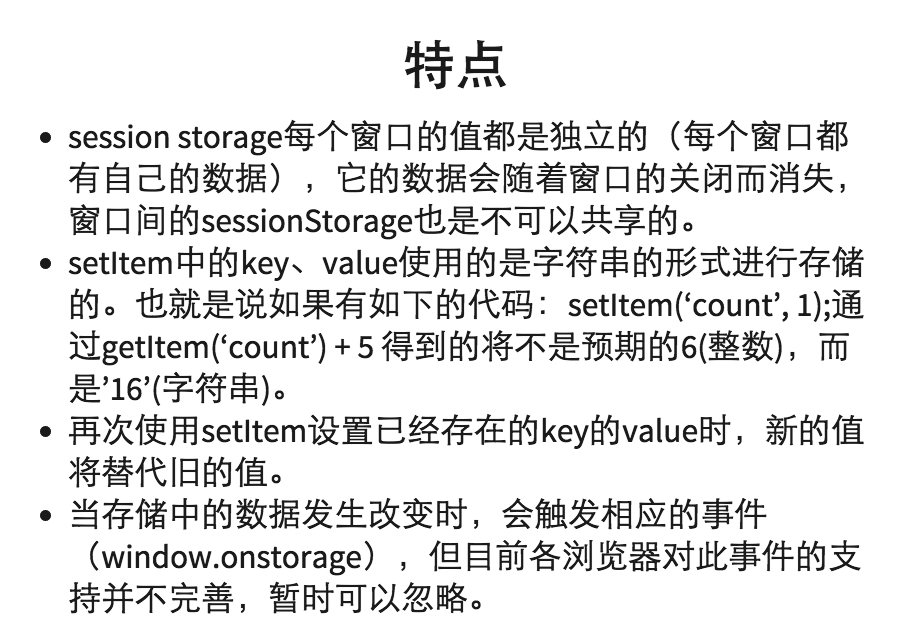 特点
session storage每个窗口的值都是独立的（每个窗口都
有自己的数据），它的数据会随着窗口的关闭而消失，
窗口间的sessionStorage也是不可以共享的。
setItem中的key、value使用的是字符串的形式进行存储
的。也就是说如果有如下的代码：setItem(‘count’, 1);通
过getItem(‘count’) + 5 得到的将不是预期的6(整数)，而
是’16’(字符串)。
再次使用setItem设置已经存在的key的value时，新的值
将替代旧的值。
当存储中的数据发生改变时，会触发相应的事件
（window.onstorage），但目前各浏览器对此事件的支
持并不完善，暂时可以忽略。